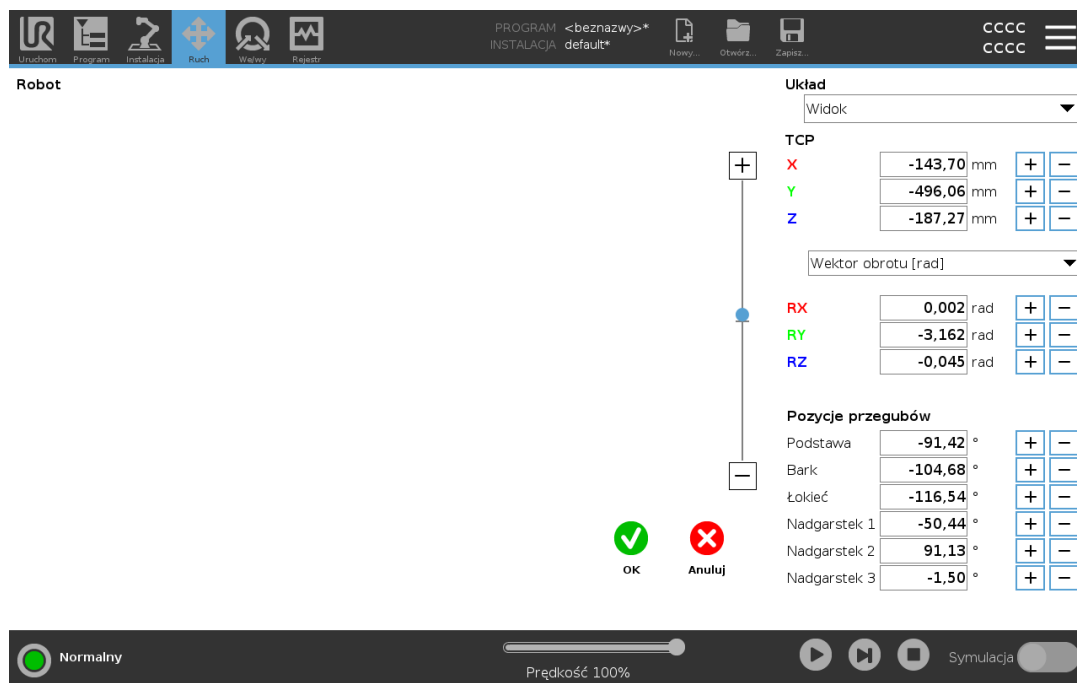 PROGRAM <beznazwy>*
INSTALACJA default*
CCCC
CCCC
Uruchom Program Instalacja Ruch We/wy Rejestr Nowy... Otwórz... Zapisz...
Robot
Układ
Widok
TCP
X -143,70 mm + −
Y -496,06 mm + −
Z -187,27 mm + −
Wektor obrotu [rad]
RX 0,002 rad + −
RY -3,162 rad + −
RZ -0,045 rad + −
Pozycje przegubów
Podstawa -91,42 ° + −
Bark -104,68 ° + −
Łokieć -116,54 ° + −
Nadgarstek 1 -50,44 ° + −
Nadgarstek 2 91,13 ° + −
Nadgarstek 3 -1,50 ° + −
OK Anuluj
Normalny
Prędkość 100%
Symulacja